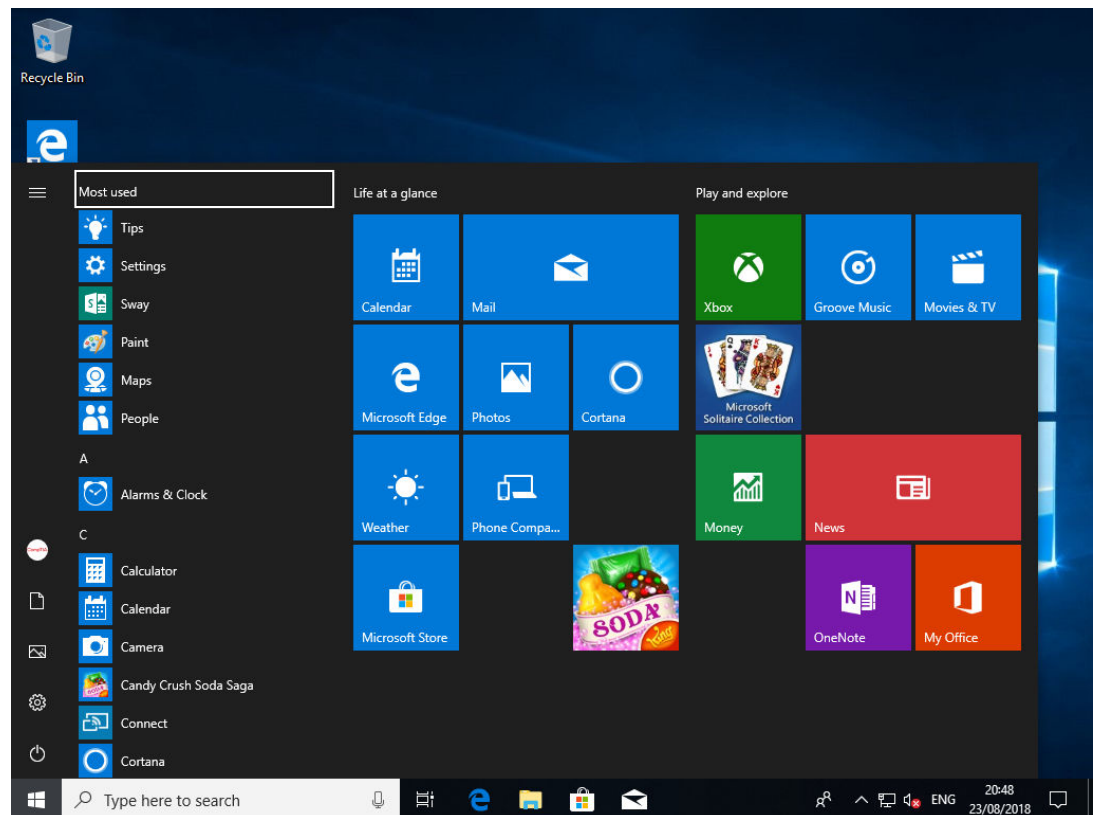 Recycle Bin
Most used
Tips
Settings
Sway
Paint
Maps
People
A
Alarms & Clock
C
Calculator
Calendar
Camera
Candy Crush Soda Saga
Connect
Cortana
Life at a glance
Calendar
Mail
Microsoft Edge
Photos
Cortana
Weather
Phone Compa...
Microsoft Store
SODA
King
Play and explore
Xbox
Groove Music
Movies & TV
Microsoft
Solitaire Collection
Money
News
OneNote
My Office
Type here to search
ENG
20:48
23/08/2018